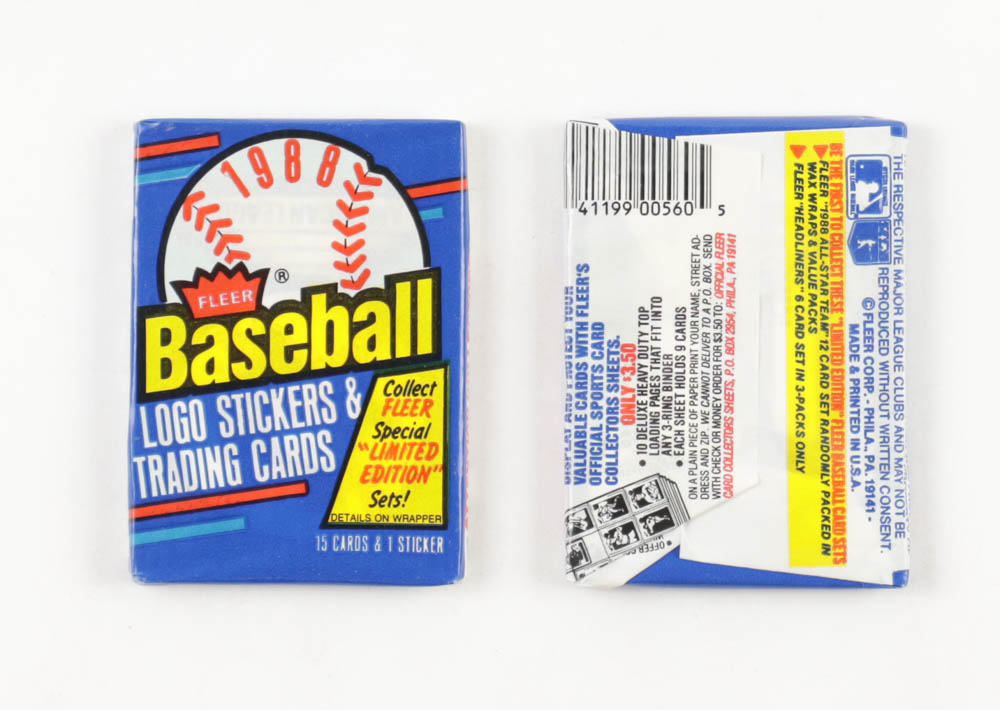 1988
FLEER
®
Baseball
LOGO STICKERS &
TRADING CARDS
Collect
FLEER
Special
"LIMITED
EDITION"
Sets!
DETAILS ON WRAPPER
15 CARDS & 1 STICKER
41199 00560 5
DISPLAY AND PROTECT YOUR
VALUABLE CARDS WITH FLEER'S
OFFICIAL SPORTS CARD
COLLECTORS SHEETS.
ONLY $3.50
• 10 DELUXE HEAVY DUTY TOP
LOADING PAGES THAT FIT INTO
ANY 3-RING BINDER
• EACH SHEET HOLDS 9 CARDS
ON A PLAIN PIECE OF PAPER PRINT YOUR NAME, STREET AD-
DRESS AND ZIP. WE CANNOT DELIVER TO A P.O. BOX. SEND
WITH CHECK OR MONEY ORDER FOR $3.50 TO: OFFICIAL FLEER
CARD COLLECTORS SHEETS, P.O. BOX 2954, PHILA., PA 19141
• OFFER
BE THE FIRST TO COLLECT THESE "LIMITED EDITION" FLEER BASEBALL CARD SETS
FLEER "1988 ALL-STAR TEAM" 12 CARD SET RANDOMLY PACKED IN
WAX WRAPS & VALUE PACKS
FLEER "HEADLINERS" 6 CARD SET IN 3-PACKS ONLY
THE RESPECTIVE MAJOR LEAGUE CLUBS AND MAY NOT BE
REPRODUCED WITHOUT WRITTEN CONSENT.
©FLEER CORP. - PHILA., PA. 19141 -
MADE & PRINTED IN U.S.A.